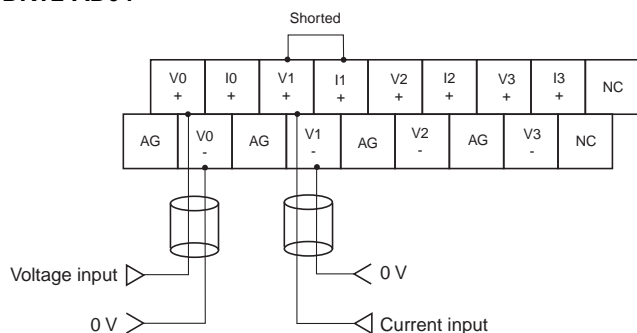 Shorted
V0 I0 V1 I1 V2 I2 V3 I3 NC
+ + + + + + + +
AG V0 AG V1 AG V2 AG V3 NC
- - - -
Voltage input
0 V
0 V
Current input